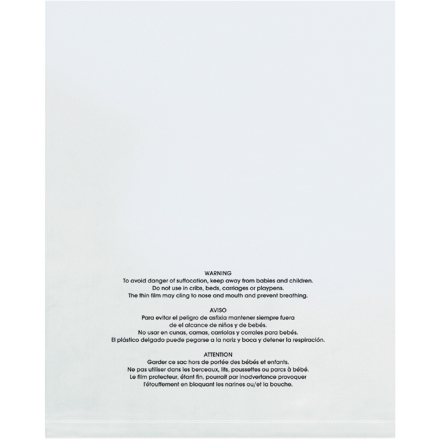 WARNING
To avoid danger of suffocation, keep away from babies and children.
Do not use in cribs, beds, carriages or playpens.
The thin film may cling to nose and mouth and prevent breathing.
AVISO
Para evitar el peligro de asfixia mantener siempre fuera
de el alcance de niños y de bebés.
No usar en cunas, camas, carriolas y corrales para bebés.
El plástico delgado puede pegarse a la nariz y boca y detener la respiración.
ATTENTION
Garder ce sac hors de portée des bébés et enfants.
Ne pas utiliser dans les berceaux, lits, poussettes ou parcs à bébé.
Le film protecteur, étant fin, pourrait par inadvertance provoquer
l'étouffement en bloquant les narines ou/et la bouche.